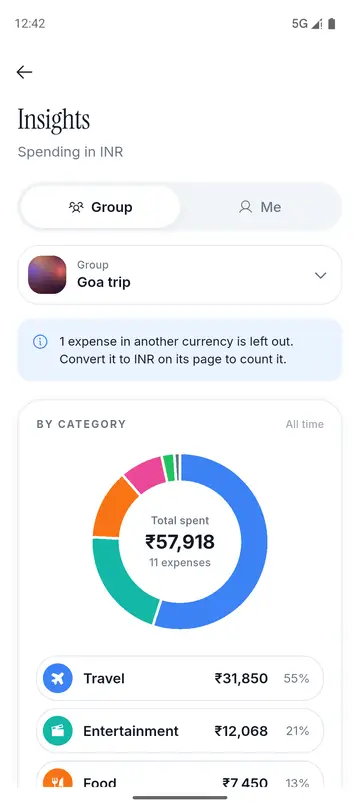 12:42
5G
Insights
Spending in INR
Group
Me
Group
Goa trip
1 expense in another currency is left out.
Convert it to INR on its page to count it.
BY CATEGORY
All time
Total spent
₹57,918
11 expenses
Travel ₹31,850 55%
Entertainment ₹12,068 21%
Food ₹7,450 13%